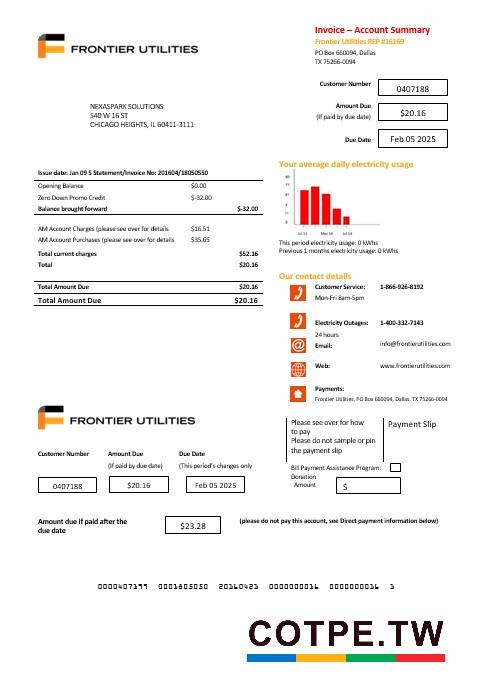 FRONTIER UTILITIES
Invoice – Account Summary
Frontier Utilities REP #16169
PO Box 660094, Dallas,
TX 75266-0094
Customer Number
0407188
Amount Due
(If paid by due date)
$20.16
Due Date
Feb 05 2025
NEXASPARK SOLUTIONS
540 W 16 ST
CHICAGO HEIGHTS, IL 60411-3111
Issue date: Jan 09 5 Statement/Invoice No: 201604/18050550
Opening Balance $0.00
Zero Down Promo Credit $-32.00
Balance brought forward $-32.00
AM Account Charges (please see over for details $16.51
AM Account Purchases (please see over for details $35.65
Total current charges $52.16
Total $20.16
Total Amount Due $20.16
Total Amount Due $20.16
Your average daily electricity usage
This period electricity usage: 0 kWhs
Previous 1 months electricity usage: 0 kWhs
Our contact details
Customer Service: 1-866-926-8192
Mon-Fri 8am-5pm
Electricity Outages: 1-400-332-7143
24 hours
Email: info@frontierutilities.com
Web: www.frontierutilities.com
Payments:
Frontier Utilities, PO Box 660094, Dallas, TX 75266-0094
FRONTIER UTILITIES
Please see over for how
to pay
Please do not sample or pin
the payment slip
Payment Slip
Customer Number
0407188
Amount Due
(If paid by due date)
$20.16
Due Date
(This period's changes only
Feb 05 2025
Bill Payment Assistance Program:
Donation
Amount $
Amount due if paid after the
due date
$23.28
(please do not pay this account, see Direct payment information below)
0000407199 0001805050 20160421 0000000016 0000000016 1
COTPE.TW